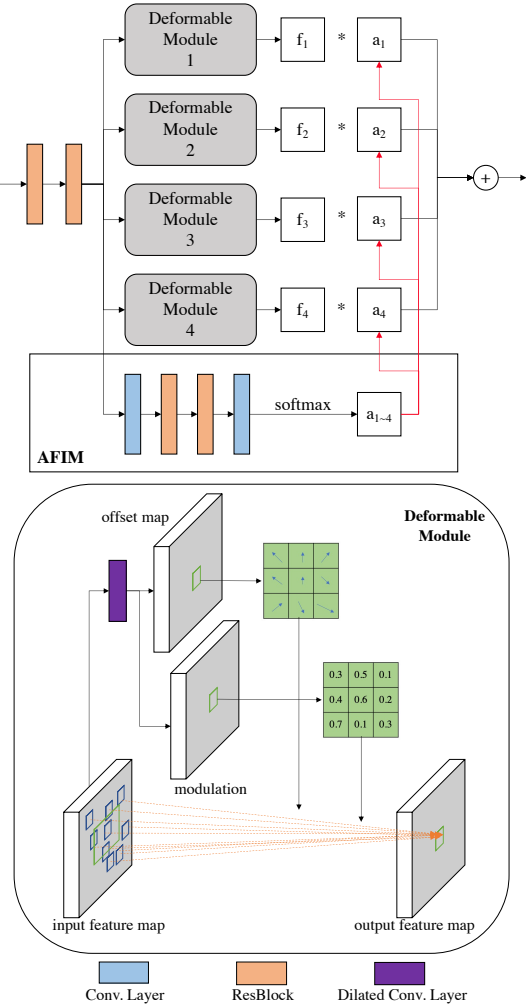 Deformable
Module
1
f1 * a1
Deformable
Module
2
f2 * a2
Deformable
Module
3
f3 * a3
Deformable
Module
4
f4 * a4
softmax
a1~4
AFIM
offset map
Deformable
Module
0.3 0.5 0.1
0.4 0.6 0.2
0.7 0.1 0.3
modulation
input feature map
output feature map
Conv. Layer
ResBlock
Dilated Conv. Layer
+